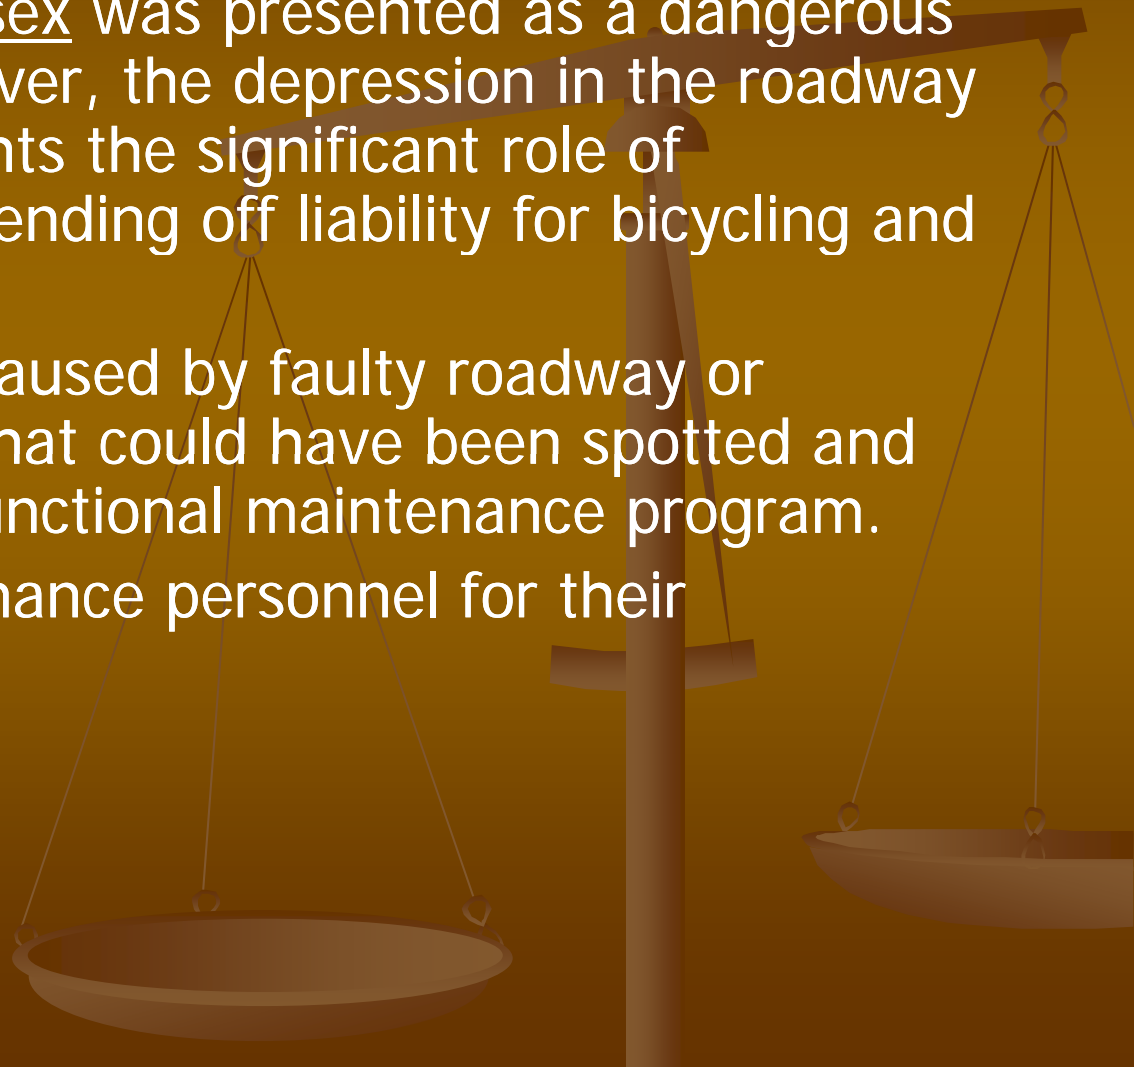 sex was presented as a dangerous
ver, the depression in the roadway
nts the significant role of
ending off liability for bicycling and
aused by faulty roadway or
hat could have been spotted and
unctional maintenance program.
nance personnel for their